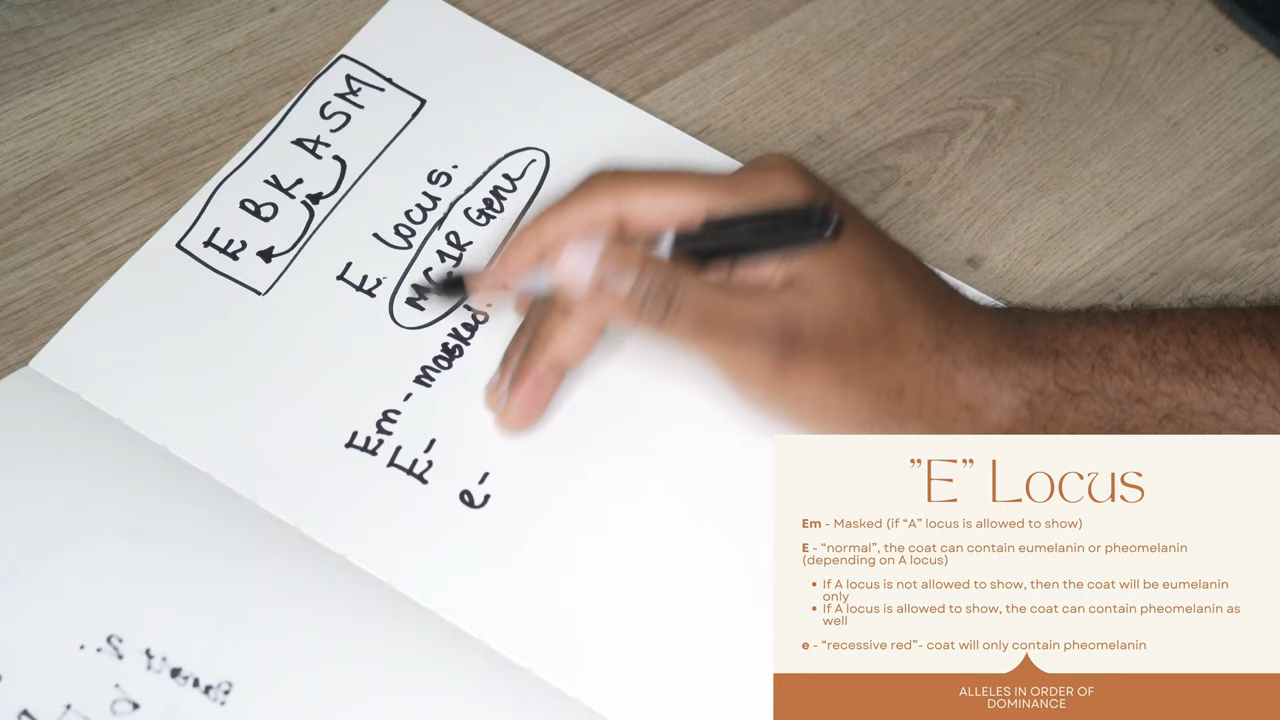 E B K A S M
E locus.
MC1R Gene
Em - masked.
E -
e -
"E" Locus
Em - Masked (if “A” locus is allowed to show)
E - “normal”, the coat can contain eumelanin or pheomelanin
(depending on A locus)
• If A locus is not allowed to show, then the coat will be eumelanin
only
• If A locus is allowed to show, the coat can contain pheomelanin as
well
e - “recessive red”- coat will only contain pheomelanin
ALLELES IN ORDER OF
DOMINANCE